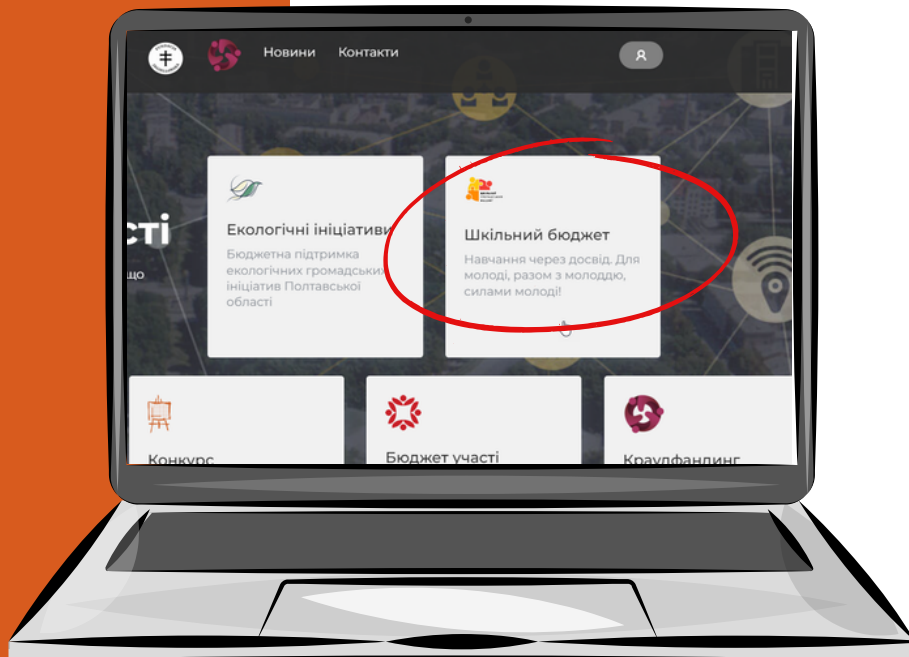 Новини Контакти
сті
що
Екологічні ініціативи
Бюджетна підтримка
екологічних громадських
ініціатив Полтавської
області
Шкільний бюджет
Навчання через досвід. Для
молоді, разом з молоддю,
силами молоді!
Конкурс
Бюджет участі
Краудфандинг